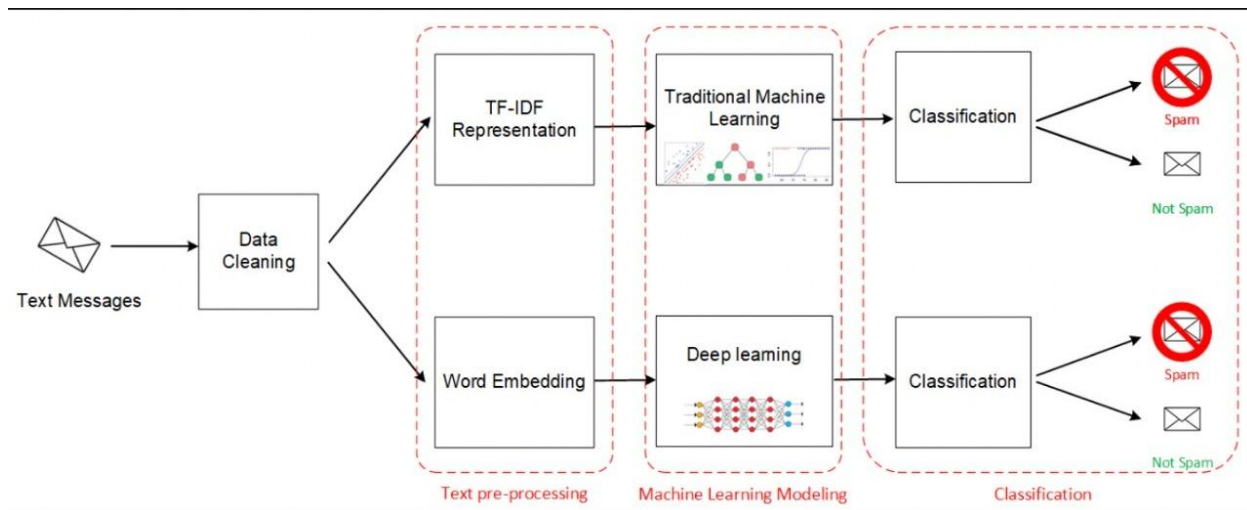 Text Messages
Data
Cleaning
TF-IDF
Representation
Word Embedding
Text pre-processing
Traditional Machine
Learning
Deep learning
Machine Learning Modeling
Classification
Spam
Not Spam
Classification
Spam
Not Spam
Classification